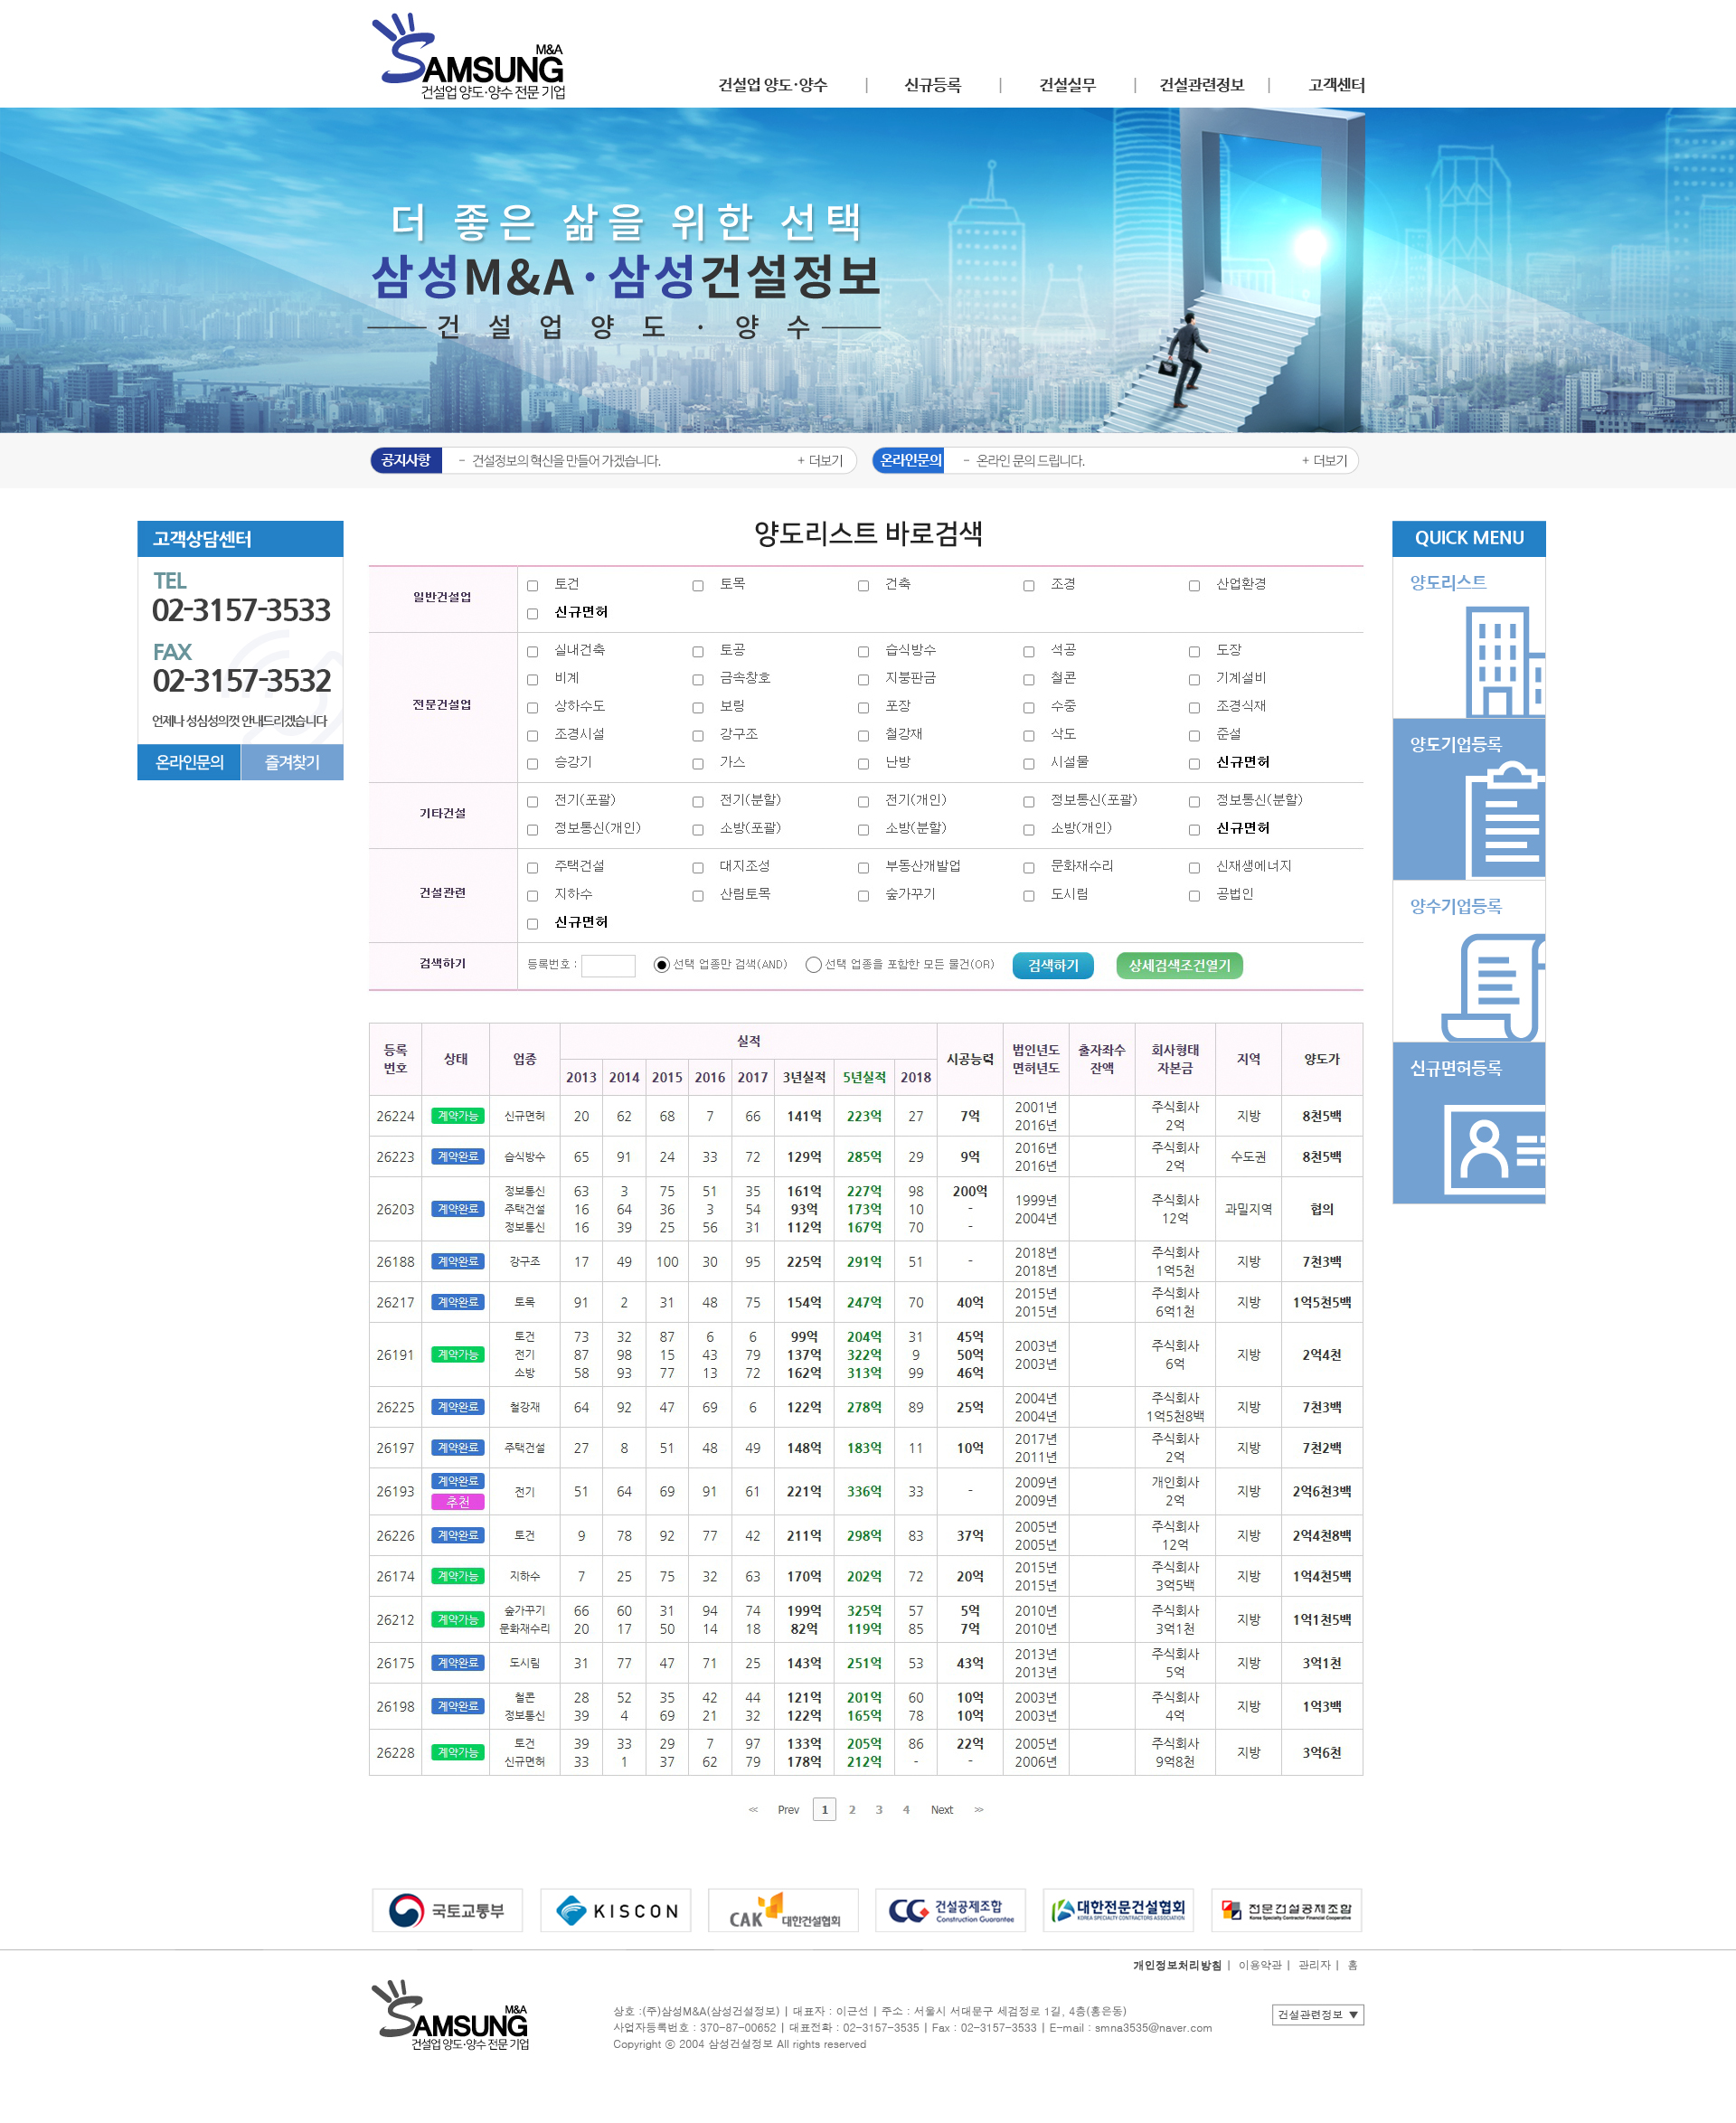 SAMSUNG M&A
건설업 양도·양수 전문 기업
건설업 양도·양수 | 신규등록 | 건설실무 | 건설관련정보 | 고객센터
더 좋은 삶을 위한 선택
삼성M&A·삼성건설정보
건설업양도·양수
공지사항 - 건설정보의 혁신을 만들어 가겠습니다. + 더보기
온라인문의 - 온라인 문의 드립니다. + 더보기
고객상담센터
TEL
02-3157-3533
FAX
02-3157-3532
언제나 성심성의껏 안내드리겠습니다
온라인문의 즐겨찾기
양도리스트 바로검색
일반건설업 토건 토목 건축 조경 산업환경
신규면허
전문건설업 실내건축 토공 습식방수 석공 도장
비계 금속창호 지붕판금 철콘 기계설비
상하수도 보링 포장 수중 조경식재
조경시설 강구조 철강재 삭도 준설
승강기 가스 난방 시설물 신규면허
기타건설 전기(포괄) 전기(분할) 전기(개인) 정보통신(포괄) 정보통신(분할)
정보통신(개인) 소방(포괄) 소방(분할) 소방(개인) 신규면허
건설관련 주택건설 대지조성 부동산개발업 문화재수리 신재생에너지
지하수 산림토목 숲가꾸기 도시림 공법인
신규면허
검색하기 등록번호 : 선택 업종만 검색(AND) 선택 업종을 포함한 모든 물건(OR) 검색하기 상세검색조건열기
QUICK MENU
양도리스트
양도기업등록
양수기업등록
신규면허등록
등록번호 상태 업종 실적 시공능력 법인년도 면허년도 출자좌수 잔액 회사형태 자본금 지역 양도가
2013 2014 2015 2016 2017 3년실적 5년실적 2018
26224 계약가능 신규면허 20 62 68 7 66 141억 223억 27 7억 2001년 2016년 주식회사 2억 지방 8천5백
26223 계약완료 습식방수 65 91 24 33 72 129억 285억 29 9억 2016년 2016년 주식회사 2억 수도권 8천5백
26203 계약완료 정보통신 63 3 75 51 35 161억 227억 98 200억 1999년 2004년 주식회사 12억 과밀지역 협의
주택건설 16 64 36 3 54 93억 173억 10 -
정보통신 16 39 25 56 31 112억 167억 70 -
26188 계약완료 강구조 17 49 100 30 95 225억 291억 51 - 2018년 2018년 주식회사 1억5천 지방 7천3백
26217 계약완료 토목 91 2 31 48 75 154억 247억 70 40억 2015년 2015년 주식회사 6억1천 지방 1억5천5백
26191 계약가능 토건 73 32 87 6 6 99억 204억 31 45억 2003년 2003년 주식회사 6억 지방 2억4천
전기 87 98 15 43 79 137억 322억 9 50억
소방 58 93 77 13 72 162억 313억 99 46억
26225 계약완료 철강재 64 92 47 69 6 122억 278억 89 25억 2004년 2004년 주식회사 1억5천8백 지방 7천3백
26197 계약완료 주택건설 27 8 51 48 49 148억 183억 11 10억 2017년 2011년 주식회사 2억 지방 7천2백
26193 계약완료 추천 전기 51 64 69 91 61 221억 336억 33 - 2009년 2009년 개인회사 2억 지방 2억6천3백
26226 계약완료 토건 9 78 92 77 42 211억 298억 83 37억 2005년 2005년 주식회사 12억 지방 2억4천8백
26174 계약가능 지하수 7 25 75 32 63 170억 202억 72 20억 2015년 2015년 주식회사 3억5백 지방 1억4천5백
26212 계약가능 숲가꾸기 66 60 31 94 74 199억 325억 57 5억 2010년 2010년 주식회사 3억1천 지방 1억1천5백
문화재수리 20 17 50 14 18 82억 119억 85 7억
26175 계약완료 도시림 31 77 47 71 25 143억 251억 53 43억 2013년 2013년 주식회사 5억 지방 3억1천
26198 계약완료 철콘 28 52 35 42 44 121억 201억 60 10억 2003년 2003년 주식회사 4억 지방 1억3백
정보통신 39 4 69 21 32 122억 165억 78 10억
26228 계약가능 토건 39 33 29 7 97 133억 205억 86 22억 2005년 2006년 주식회사 9억8천 지방 3억6천
신규면허 33 1 37 62 79 178억 212억 - -
<< Prev 1 2 3 4 Next >>
국토교통부
KISCON
CAK 대한건설협회
CG 건설공제조합 Construction Guarantee
대한전문건설협회 KOREA SPECIALTY CONTRACTORS ASSOCIATION
전문건설공제조합 Korea Specialty Contractor Financial Cooperative
개인정보처리방침 | 이용약관 | 관리자 | 홈
SAMSUNG M&A
건설업 양도·양수 전문 기업
상호 :(주)삼성M&A(삼성건설정보) | 대표자 : 이근선 | 주소 : 서울시 서대문구 세검정로 1길, 4층(홍은동)
사업자등록번호 : 370-87-00652 | 대표전화 : 02-3157-3535 | Fax : 02-3157-3533 | E-mail : smna3535@naver.com
Copyright ⓒ 2004 삼성건설정보 All rights reserved
건설관련정보 ▼